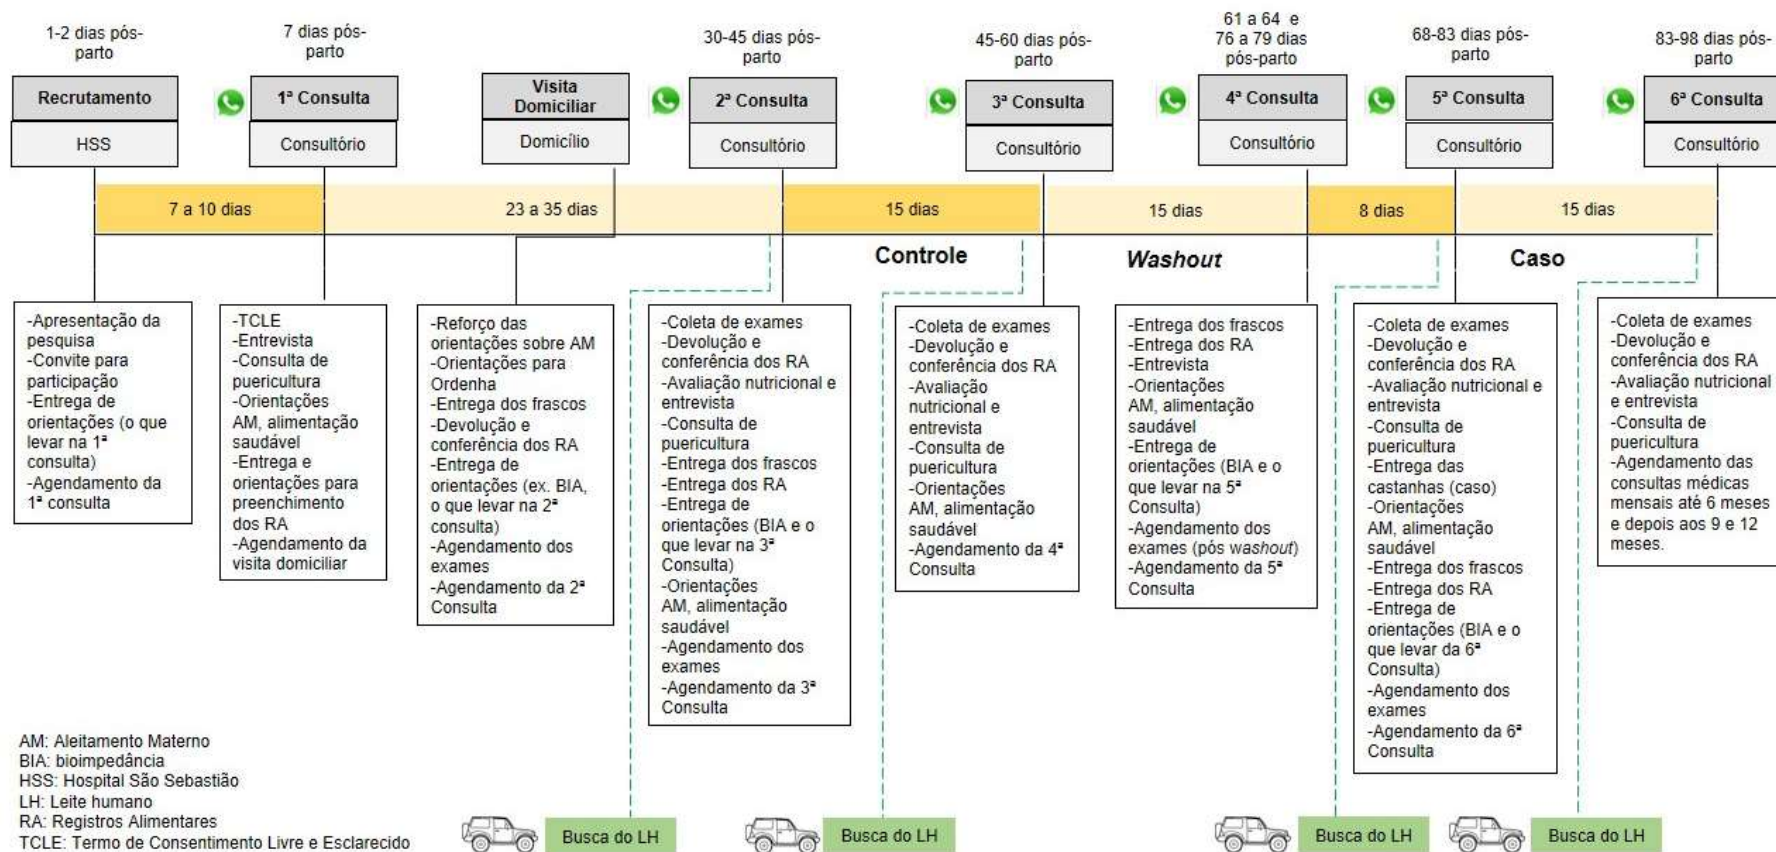 1-2 dias pós-
parto
Recrutamento
HSS
7 dias pós-
parto
1ª Consulta
Consultório
Visita
Domiciliar
Domicílio
30-45 dias pós-
parto
2ª Consulta
Consultório
45-60 dias pós-
parto
3ª Consulta
Consultório
61 a 64 e
76 a 79 dias
pós-parto
4ª Consulta
Consultório
68-83 dias pós-
parto
5ª Consulta
Consultório
83-98 dias pós-
parto
6ª Consulta
Consultório
7 a 10 dias
23 a 35 dias
15 dias
15 dias
8 dias
15 dias
Controle
Washout
Caso
-Apresentação da
pesquisa
-Convite para
participação
-Entrega de
orientações (o que
levar na 1ª
consulta)
-Agendamento da
1ª consulta
-TCLE
-Entrevista
-Consulta de
puericultura
-Orientações
AM, alimentação
saudável
-Entrega e
orientações para
preenchimento
dos RA
-Agendamento da
visita domiciliar
-Reforço das
orientações sobre AM
-Orientações para
Ordenha
-Entrega dos frascos
-Devolução e
conferência dos RA
-Entrega de
orientações (ex. BIA,
o que levar na 2ª
consulta)
-Agendamento dos
exames
-Agendamento da 2ª
Consulta
-Coleta de exames
-Devolução e
conferência dos RA
-Avaliação nutricional e
entrevista
-Consulta de
puericultura
-Entrega dos frascos
-Entrega dos RA
-Entrega de
orientações (BIA e o
que levar na 3ª
Consulta)
-Orientações
AM, alimentação
saudável
-Agendamento dos
exames
-Agendamento da 3ª
Consulta
-Coleta de exames
-Devolução e
conferência dos RA
-Avaliação
nutricional e
entrevista
-Consulta de
puericultura
-Orientações
AM, alimentação
saudável
-Agendamento da 4ª
Consulta
-Entrega dos frascos
-Entrega dos RA
-Entrevista
-Orientações
AM, alimentação
saudável
-Entrega de
orientações (BIA e o
que levar na 5ª
Consulta)
-Agendamento dos
exames (pós washout)
-Agendamento da 5ª
Consulta
-Coleta de exames
-Devolução e
conferência dos RA
-Avaliação nutricional e
entrevista
-Consulta de
puericultura
-Entrega das
castanhas (caso)
-Orientações
AM, alimentação
saudável
-Entrega dos frascos
-Entrega dos RA
-Entrega de
orientações (BIA e o
que levar da 6ª
Consulta)
-Agendamento dos
exames
-Agendamento da 6ª
Consulta
-Coleta de exames
-Devolução e
conferência dos RA
-Avaliação nutricional
e entrevista
-Consulta de
puericultura
-Agendamento das
consultas médicas
mensais até 6 meses
e depois aos 9 e 12
meses.
AM: Aleitamento Materno
BIA: bioimpedância
HSS: Hospital São Sebastião
LH: Leite humano
RA: Registros Alimentares
TCLE: Termo de Consentimento Livre e Esclarecido
Busca do LH
Busca do LH
Busca do LH
Busca do LH